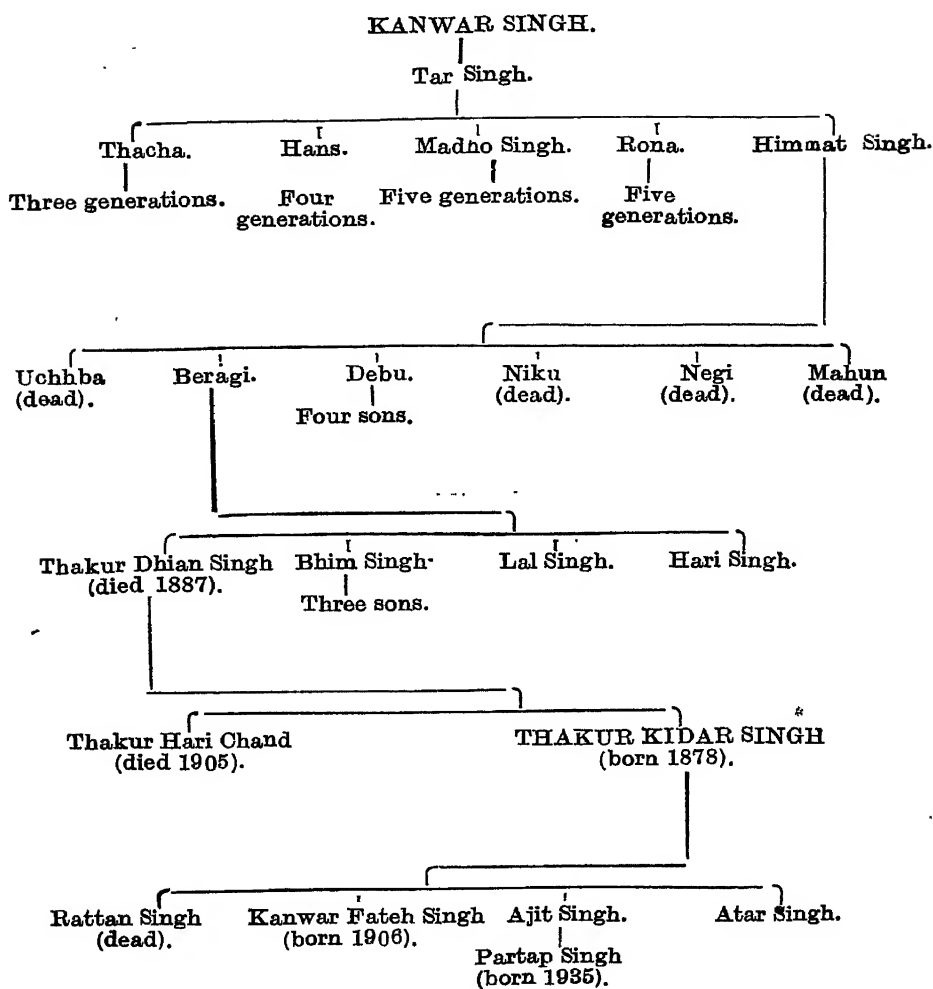 KANWAR SINGH.
Tar Singh.
Thacha. Hans. Madho Singh. Rona. Himmat Singh.
Three generations. Four generations. Five generations. Five generations.
Uchhba (dead). Beragi. Debu. Niku (dead). Negi (dead). Mahun (dead).
Four sons.
Thakur Dhian Singh (died 1887). Bhim Singh. Lal Singh. Hari Singh.
Three sons.
Thakur Hari Chand (died 1905). THAKUR KIDAR SINGH (born 1878).
Rattan Singh (dead). Kanwar Fateh Singh (born 1906). Ajit Singh. Atar Singh.
Partap Singh
(born 1935).